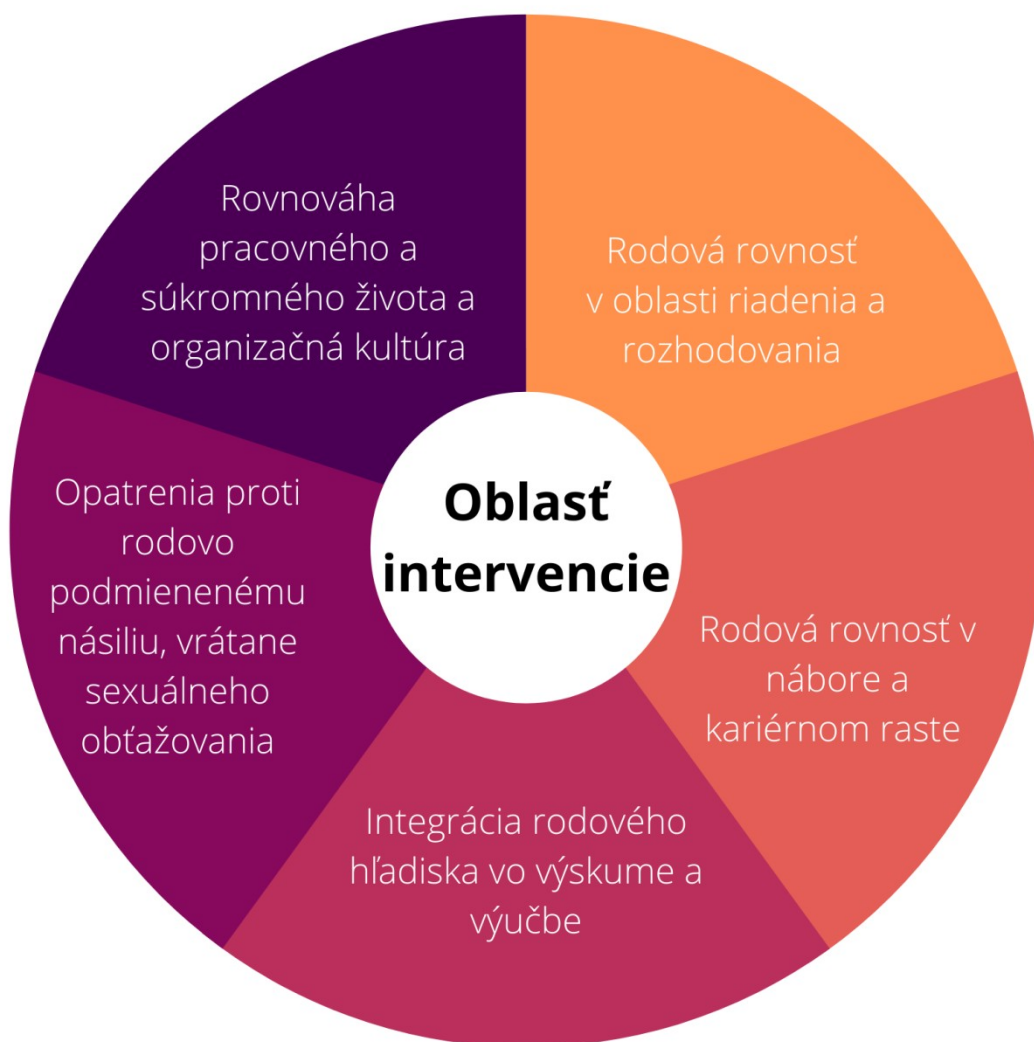 Oblasť
intervencie
Rodová rovnosť
v oblasti riadenia a
rozhodovania
Rodová rovnosť v
nábore a
kariérnom raste
Integrácia rodového
hľadiska vo výskume a
výučbe
Opatrenia proti
rodovo
podmienenému
násiliu, vrátane
sexuálneho
obťažovania
Rovnováha
pracovného a
súkromného života a
organizačná kultúra